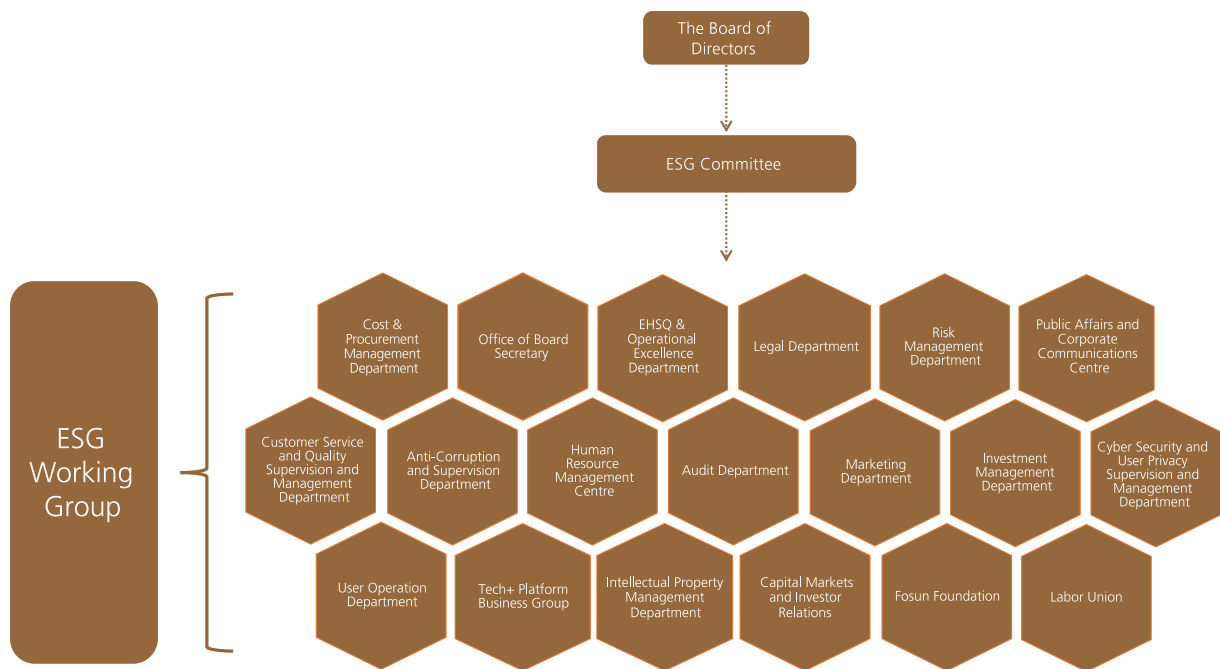 The Board of
Directors
ESG Committee
ESG
Working
Group
Cost &
Procurement
Management
Department
Office of Board
Secretary
EHSQ &
Operational
Excellence
Department
Legal Department
Risk
Management
Department
Public Affairs and
Corporate
Communications
Centre
Customer Service
and Quality
Supervision and
Management
Department
Anti-Corruption
and Supervision
Department
Human
Resource
Management
Centre
Audit Department
Marketing
Department
Investment
Management
Department
Cyber Security and
User Privacy
Supervision and
Management
Department
User Operation
Department
Tech+ Platform
Business Group
Intellectual Property
Management
Department
Capital Markets
and Investor
Relations
Fosun Foundation
Labor Union